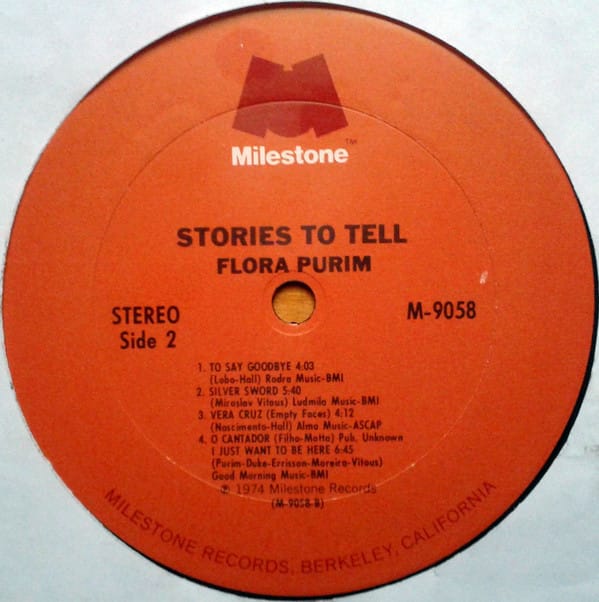 Milestone™
STORIES TO TELL
FLORA PURIM
STEREO
Side 2
M-9058
1. TO SAY GOODBYE 4:03
(Lobo-Hall) Rodra Music-BMI
2. SILVER SWORD 5:40
(Miroslav Vitous) Ludmila Music-BMI
3. VERA CRUZ (Empty Faces) 4:12
(Nascimento-Hall) Almo Music-ASCAP
4. O CANTADOR (Filho-Motta) Pub. Unknown
I JUST WANT TO BE HERE 6:45
(Purim-Duke-Errisson-Moreira-Vitous)
Good Morning Music-BMI
℗ 1974 Milestone Records
(M-9058-B)
MILESTONE RECORDS, BERKELEY, CALIFORNIA